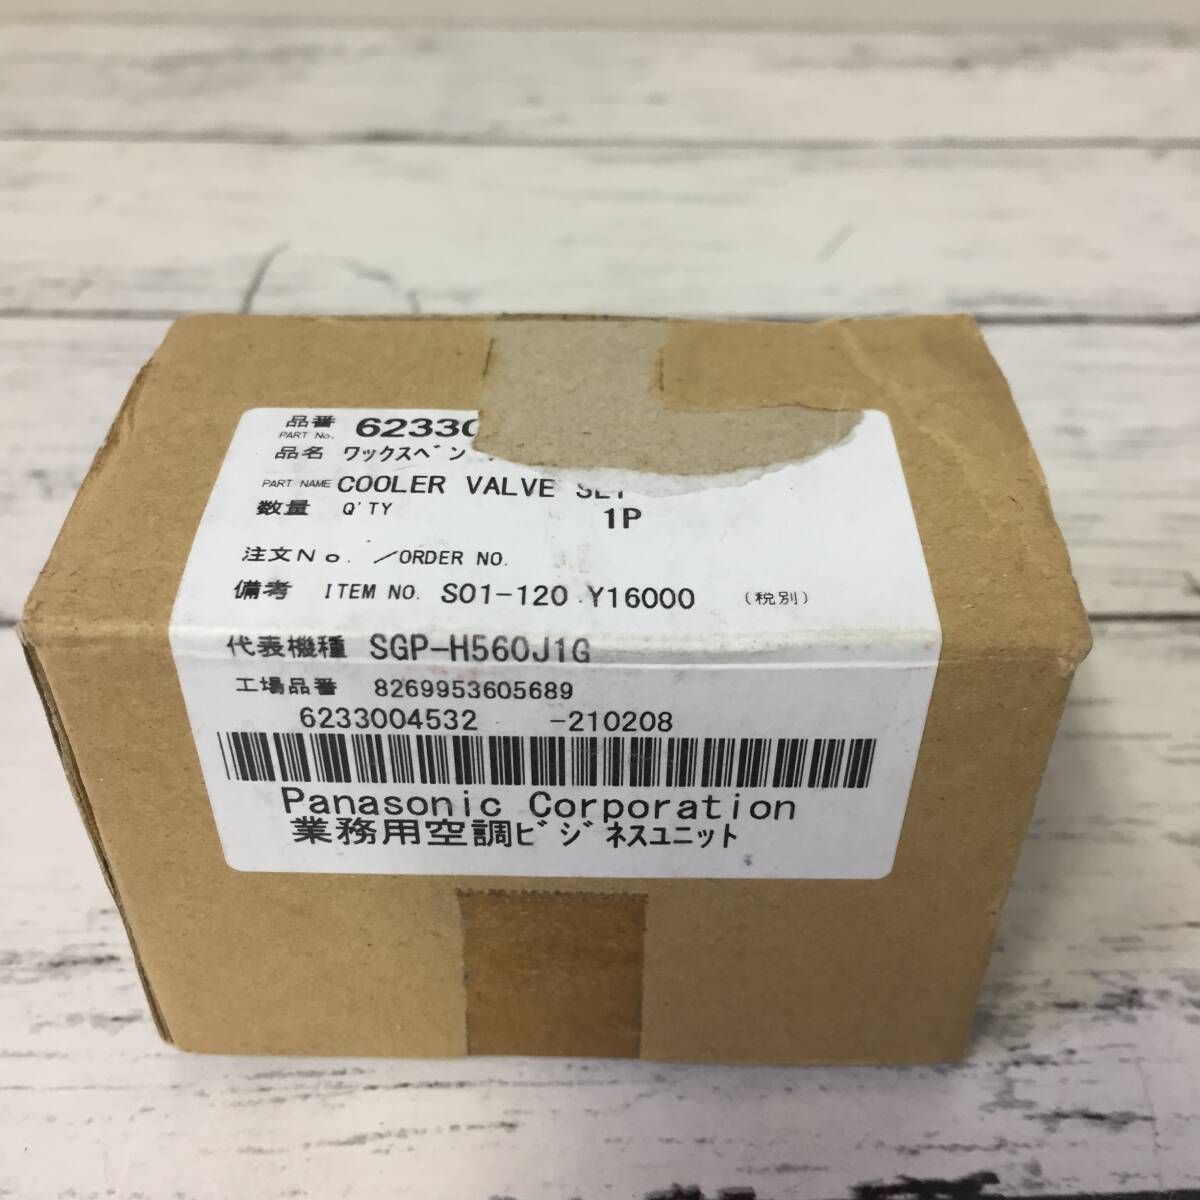 品番
PART No. 6233
品名 ワックスベン
PART NAME COOLER VALVE SET
数量 Q'TY 1P
注文No. /ORDER NO.
備考 ITEM NO. S01-120 Y16000 (税別)
代表機種 SGP-H560J1G
工場品番 8269953605689
6233004532 -210208
Panasonic Corporation
業務用空調ビジネスユニット